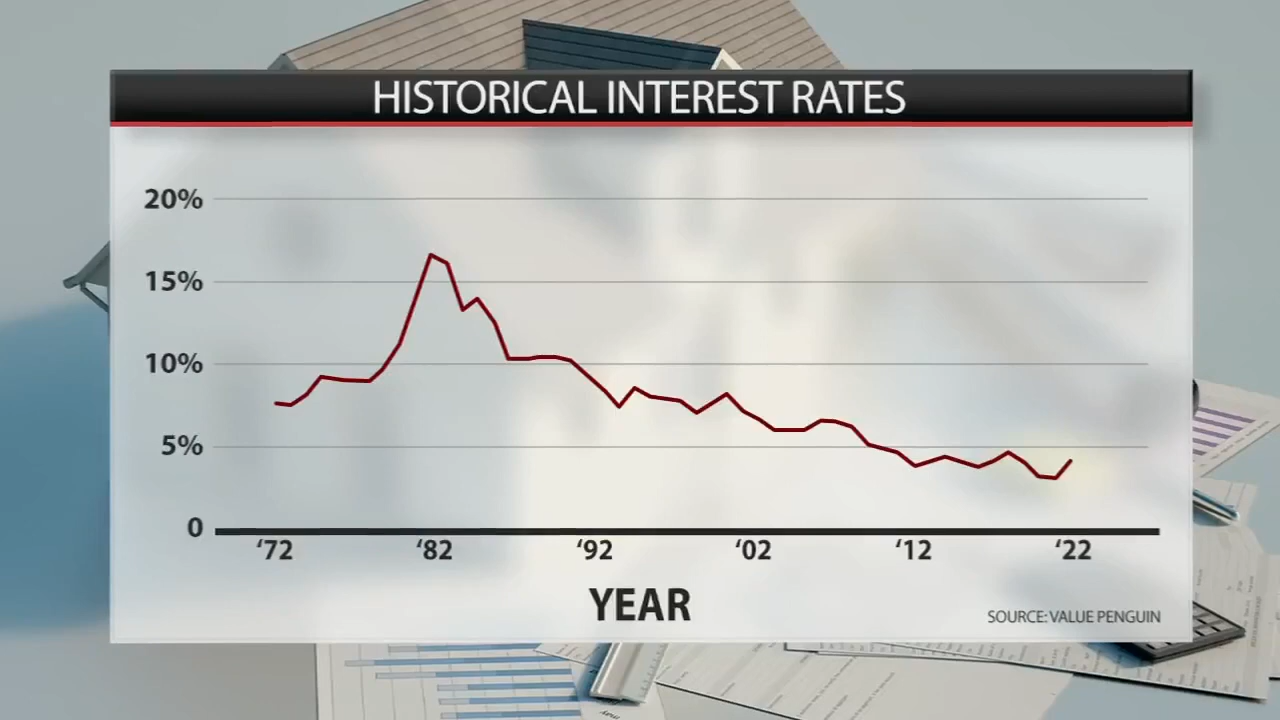 HISTORICAL INTEREST RATES
20%
15%
10%
5%
0
‘72 ‘82 ‘92 ‘02 ‘12 ‘22
YEAR
SOURCE: VALUE PENGUIN